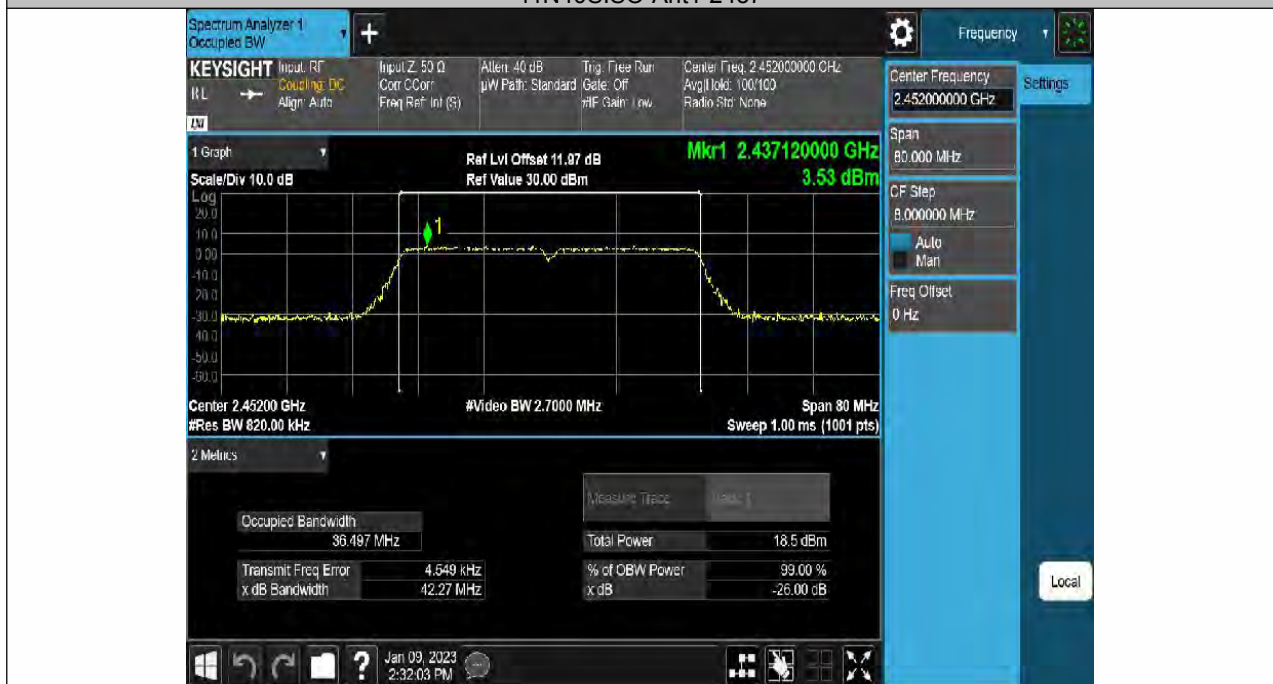 Spectrum Analyzer 1
Occupied BW
Frequency
KEYSIGHT
Input: RF
Coupling: DC
Align: Auto
Input Z: 50 Ω
Corr CCorr
Freq Ref: Int (S)
Atten: 40 dB
µW Path: Standard
Trig: Free Run
Gate: Off
#IF Gain: Low
Center Freq: 2.452000000 GHz
Avg|Hold: 100/100
Radio Std: None
Center Frequency
2.452000000 GHz
Settings
Span
80.000 MHz
CF Step
8.000000 MHz
Auto
Man
Freq Offset
0 Hz
1 Graph
Ref Lvl Offset 11.97 dB
Mkr1 2.437120000 GHz
Scale/Div 10.0 dB
Ref Value 30.00 dBm
3.53 dBm
Log
20.0
10.0
0.00
-10.0
-20.0
-30.0
-40.0
-50.0
-60.0
1
Center 2.45200 GHz
#Video BW 2.7000 MHz
Span 80 MHz
#Res BW 820.00 kHz
Sweep 1.00 ms (1001 pts)
2 Metrics
Measure Trace
Trace 1
Occupied Bandwidth
36.497 MHz
Total Power
18.5 dBm
Transmit Freq Error
4.549 kHz
% of OBW Power
99.00 %
x dB Bandwidth
42.27 MHz
x dB
-26.00 dB
Local
Jan 09, 2023
2:32:03 PM